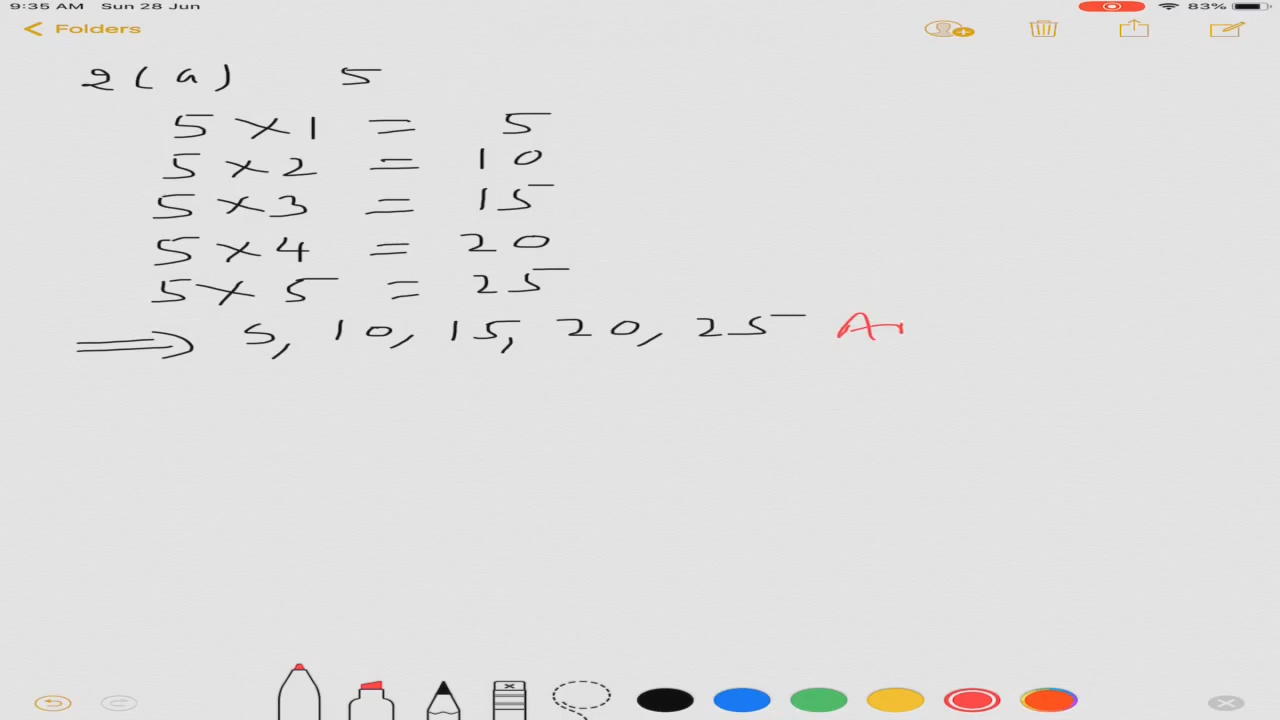 9:35 AM Sun 28 Jun 83%
Folders
2(a) 5
5 × 1 = 5
5 × 2 = 10
5 × 3 = 15
5 × 4 = 20
5 × 5 = 25
⟹ 5, 10, 15, 20, 25